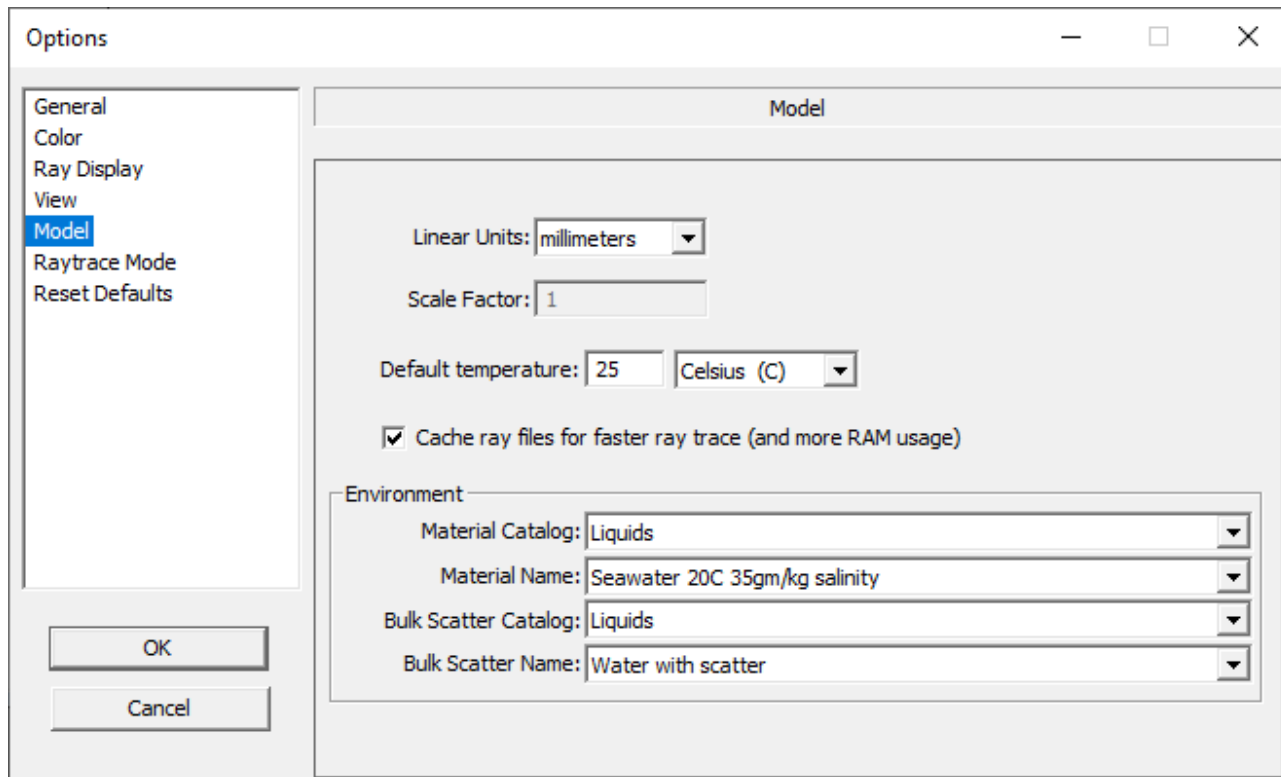 Options
General
Color
Ray Display
View
Model
Raytrace Mode
Reset Defaults
OK
Cancel
Model
Linear Units: millimeters
Scale Factor: 1
Default temperature: 25 Celsius (C)
Cache ray files for faster ray trace (and more RAM usage)
Environment
Material Catalog: Liquids
Material Name: Seawater 20C 35gm/kg salinity
Bulk Scatter Catalog: Liquids
Bulk Scatter Name: Water with scatter